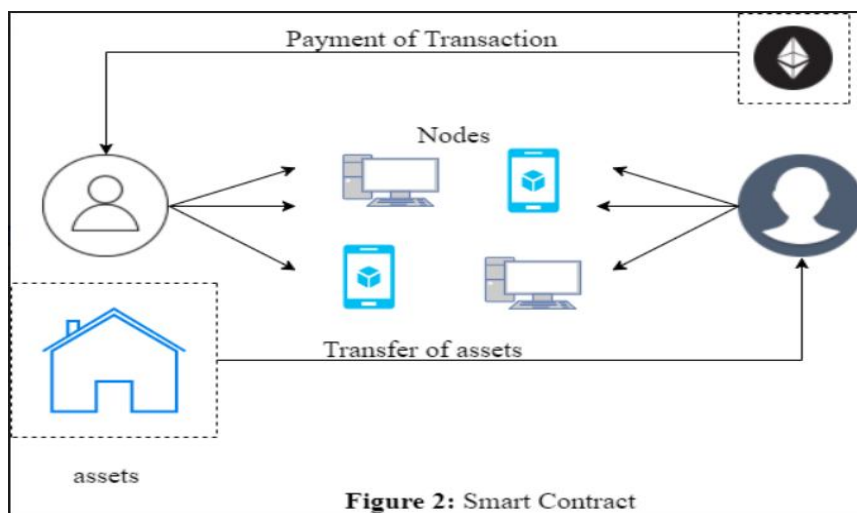 Payment of Transaction
Nodes
Transfer of assets
assets
Figure 2: Smart Contract